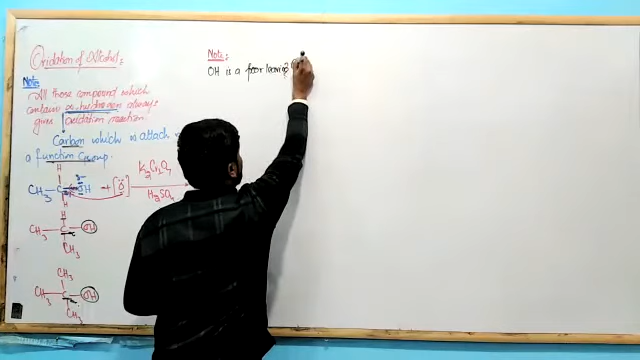 Oxidation of Alcohol:
Note
All those compound which
contain α-hydrogen always
gives oxidation reaction.
Carbon which is attach
a function Group.
H
CH3—C—OH + [O] K2Cr2O7
H2SO4
H
H
CH3—C—OH
CH3
CH3
CH3—C—OH
CH3
Note:
OH is a poor leaving